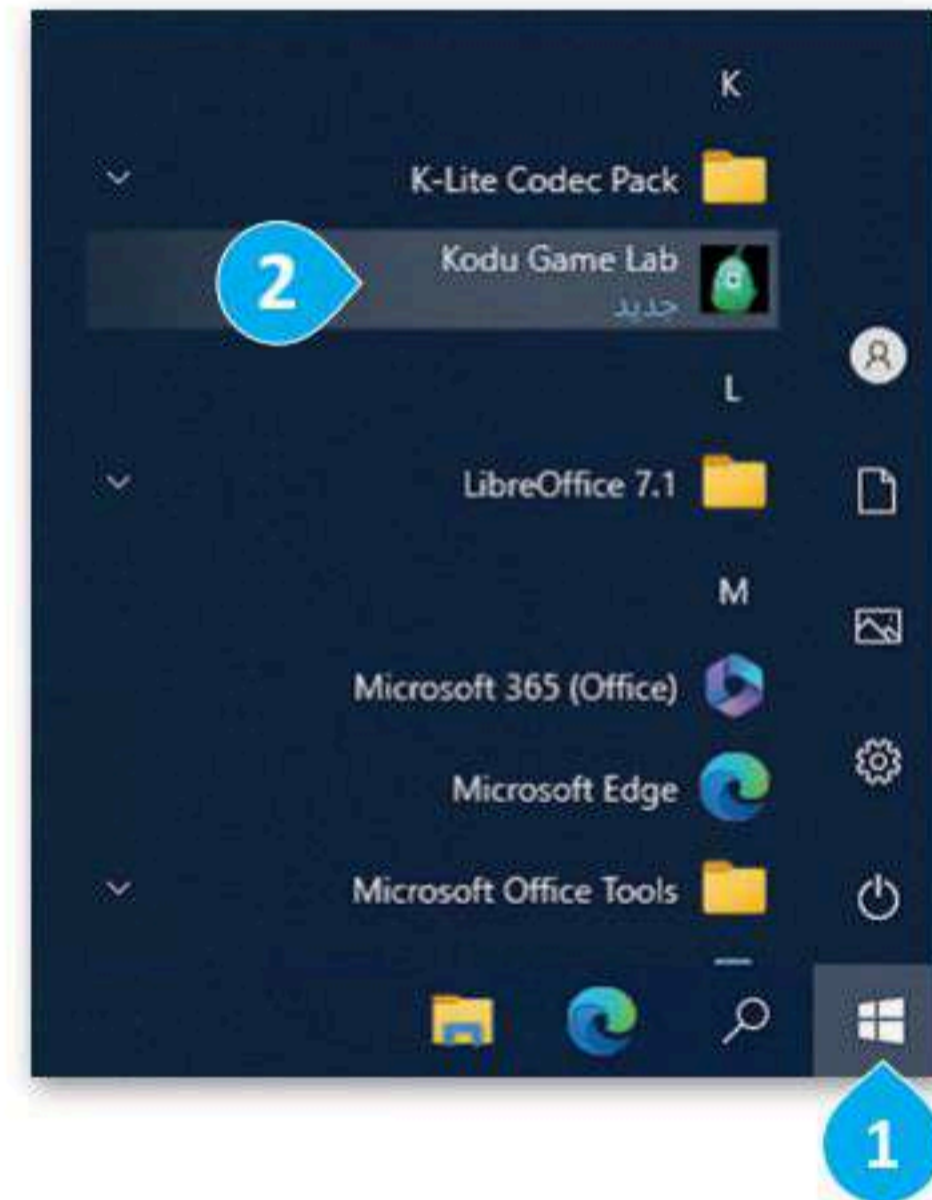 K
K-Lite Codec Pack
Kodu Game Lab
جديد
2
L
LibreOffice 7.1
M
Microsoft 365 (Office)
Microsoft Edge
Microsoft Office Tools
1